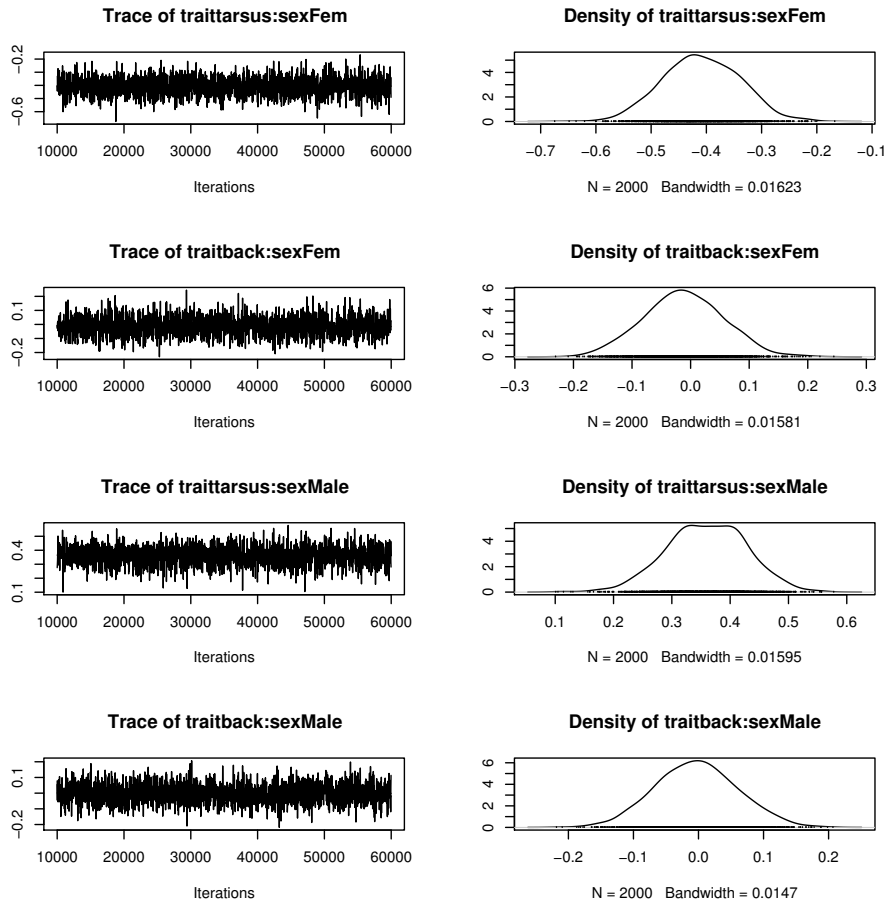 Trace of traittarsus:sexFem
−0.6 −0.2
10000 20000 30000 40000 50000 60000
Iterations
Density of traittarsus:sexFem
0 2 4
−0.7 −0.6 −0.5 −0.4 −0.3 −0.2 −0.1
N = 2000 Bandwidth = 0.01623
Trace of traitback:sexFem
−0.2 0.1
10000 20000 30000 40000 50000 60000
Iterations
Density of traitback:sexFem
0 2 4 6
−0.3 −0.2 −0.1 0.0 0.1 0.2 0.3
N = 2000 Bandwidth = 0.01581
Trace of traittarsus:sexMale
0.1 0.4
10000 20000 30000 40000 50000 60000
Iterations
Density of traittarsus:sexMale
0 2 4
0.1 0.2 0.3 0.4 0.5 0.6
N = 2000 Bandwidth = 0.01595
Trace of traitback:sexMale
−0.2 0.1
10000 20000 30000 40000 50000 60000
Iterations
Density of traitback:sexMale
0 2 4 6
−0.2 −0.1 0.0 0.1 0.2
N = 2000 Bandwidth = 0.0147